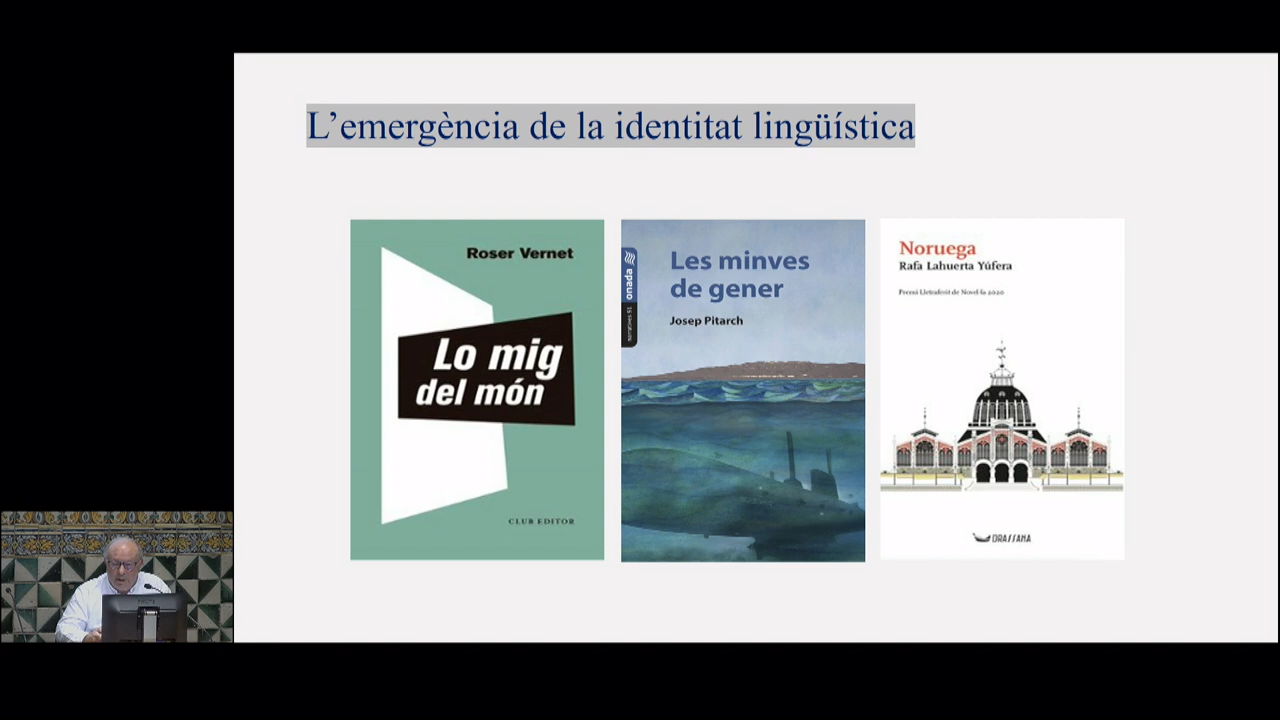 L’emergència de la identitat lingüística
Roser Vernet
Lo mig
del món
CLUB EDITOR
onada
Les minves
de gener
Josep Pitarch
Noruega
Rafa Lahuerta Yúfera
Premi Lletraferit de Novel·la 2020
DRASSANA